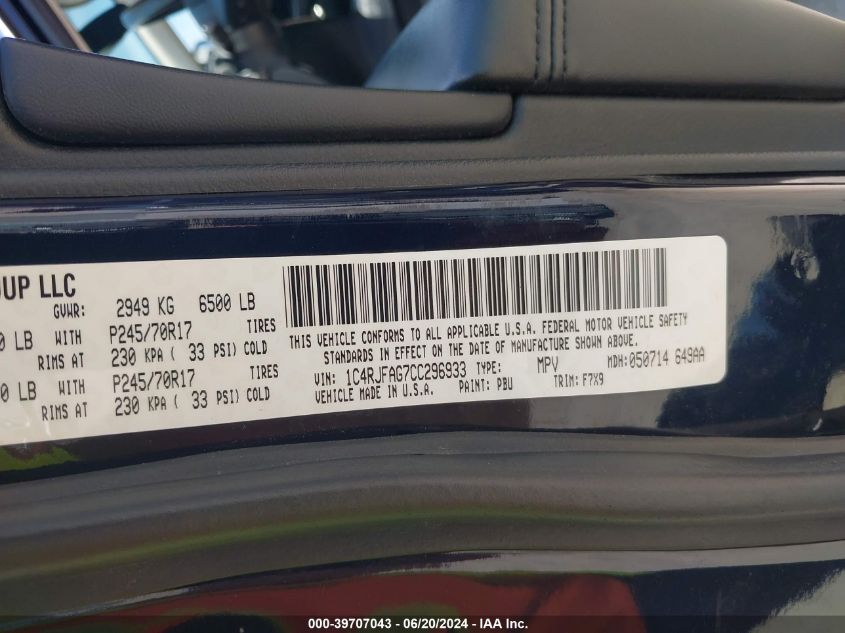 OUP LLC
GVWR: 2949 KG 6500 LB
0 LB WITH P245/70R17 TIRES
RIMS AT 230 KPA ( 33 PSI) COLD
0 LB WITH P245/70R17 TIRES
RIMS AT 230 KPA ( 33 PSI) COLD
THIS VEHICLE CONFORMS TO ALL APPLICABLE U.S.A. FEDERAL MOTOR VEHICLE SAFETY
STANDARDS IN EFFECT ON THE DATE OF MANUFACTURE SHOWN ABOVE.
VIN: 1C4RJFAG7CC296933 TYPE: MPV MDH: 050714 649AA
VEHICLE MADE IN U.S.A. PAINT: PBU TRIM: F7X9
000-39707043 / 06/20/2024 / IAA Inc.